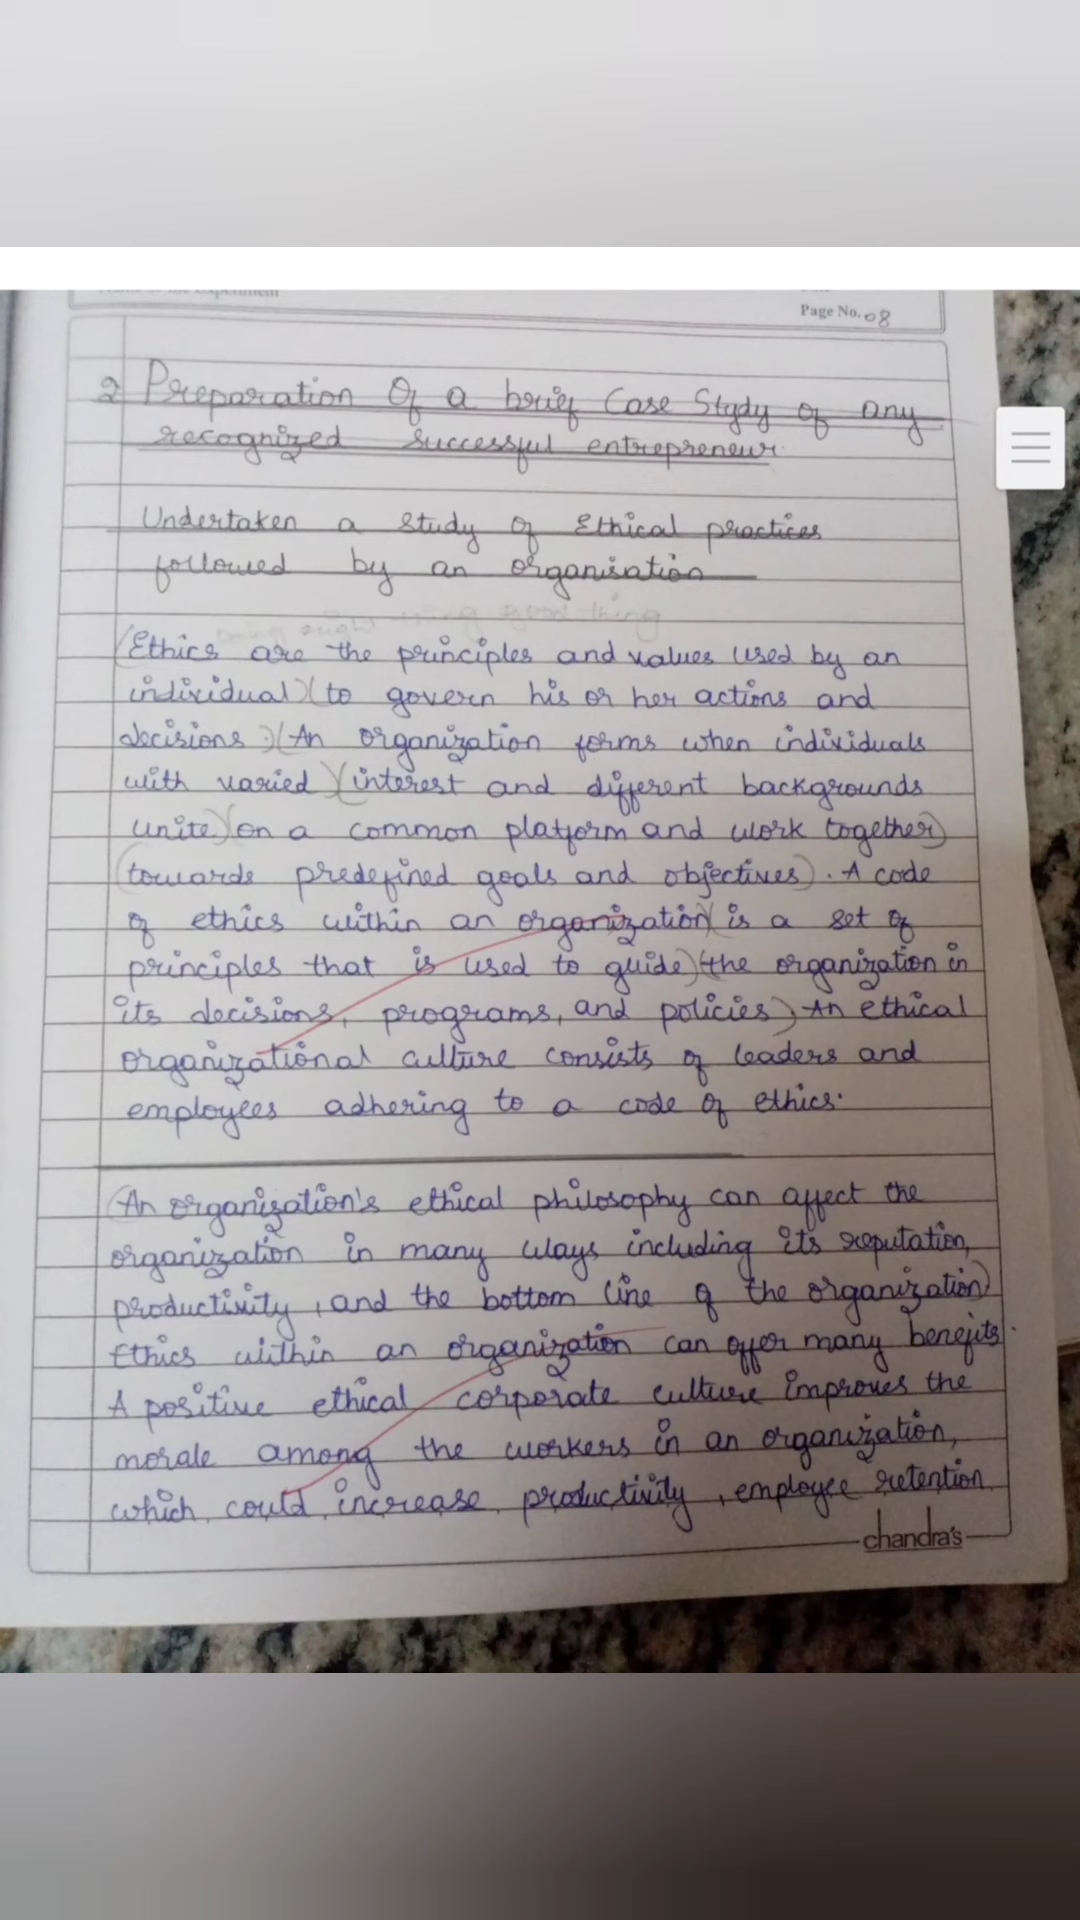 Page No. 08
2 Preparation Of a brief Case Stydy of any
recognized successful entrepreneur.
Undertaken a study of Ethical practices
followed by an organisation
thing good thing
(Ethics are the principles and values used by an
individual)(to govern his or her actions and
decisions.)(An organization forms when individuals
with varied)(interest and different backgrounds
unite)(on a common platform and work together)
(towards predefined goals and objectives). A code
of ethics within an organization)(is a set of
principles that is used to guide)(the organization in
its decisions, programs, and policies) An ethical
organizational culture consists of leaders and
employees adhering to a code of ethics.
(An organization's ethical philosophy can affect the
organization in many ways including its reputation,
productivity, and the bottom line of the organization)
Ethics within an organization can offer many benefits.
A positive ethical corporate culture improves the
morale among the workers in an organization,
which could increase productivity, employee retention
chandra's